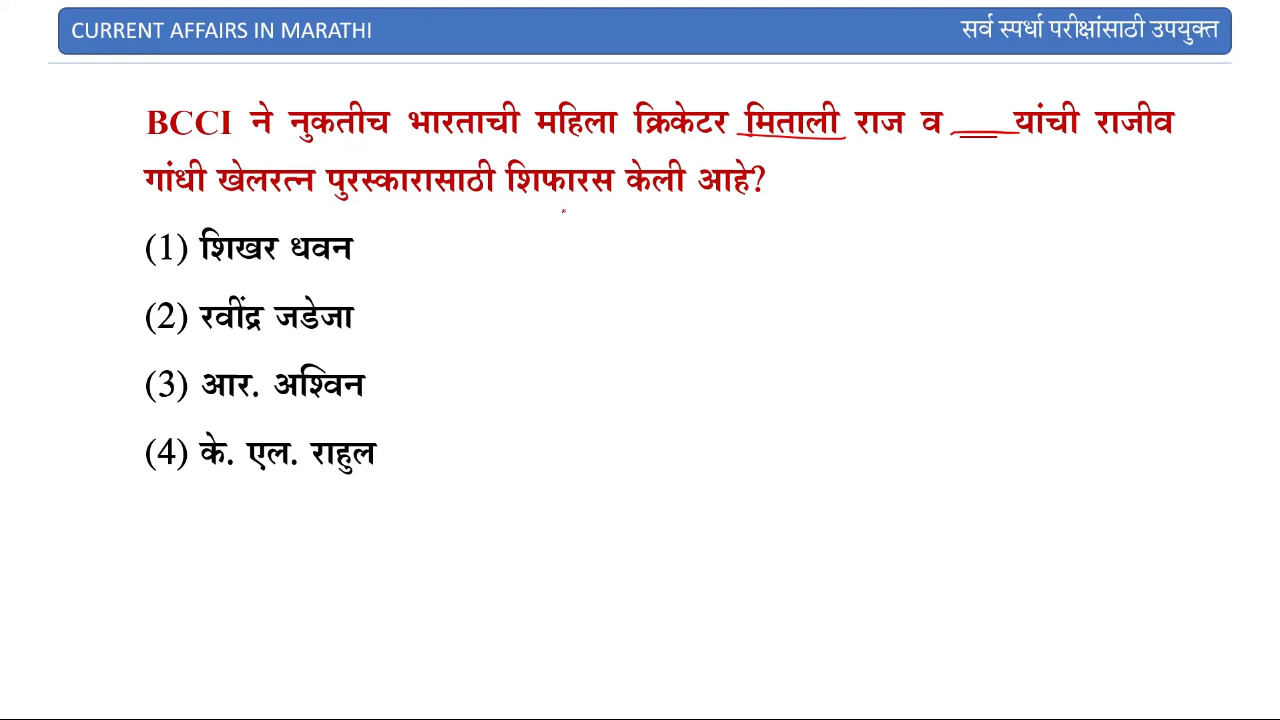 CURRENT AFFAIRS IN MARATHI
सर्व स्पर्धा परीक्षांसाठी उपयुक्त
BCCI ने नुकतीच भारताची महिला क्रिकेटर मिताली राज व ___ यांची राजीव
गांधी खेलरत्न पुरस्कारासाठी शिफारस केली आहे?
(1) शिखर धवन
(2) रवींद्र जडेजा
(3) आर. अश्विन
(4) के. एल. राहुल